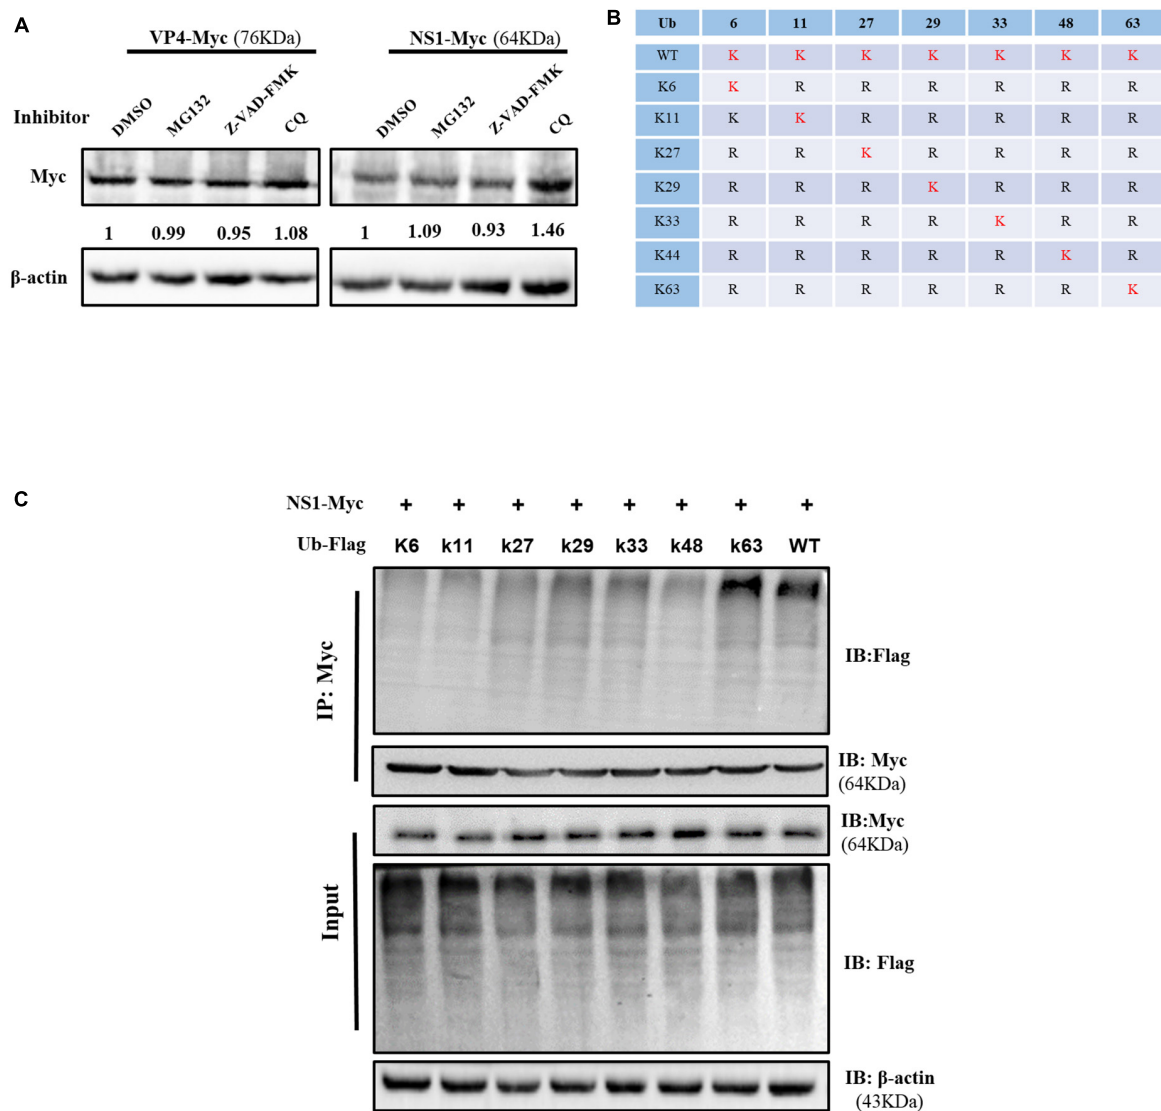 A
VP4-Myc (76KDa) NS1-Myc (64KDa)
Inhibitor DMSO MG132 Z-VAD-FMK CQ DMSO MG132 Z-VAD-FMK CQ
Myc
1 0.99 0.95 1.08 1 1.09 0.93 1.46
β-actin
B
Ub 6 11 27 29 33 48 63
WT K K K K K K K
K6 K R R R R R R
K11 K K R R R R R
K27 R R K R R R R
K29 R R R K R R R
K33 R R R R K R R
K44 R R R R R K R
K63 R R R R R R K
C
NS1-Myc + + + + + + + +
Ub-Flag K6 k11 k27 k29 k33 k48 k63 WT
IP: Myc
IB:Flag
IB: Myc
(64KDa)
Input
IB:Myc
(64KDa)
IB: Flag
IB: β-actin
(43KDa)